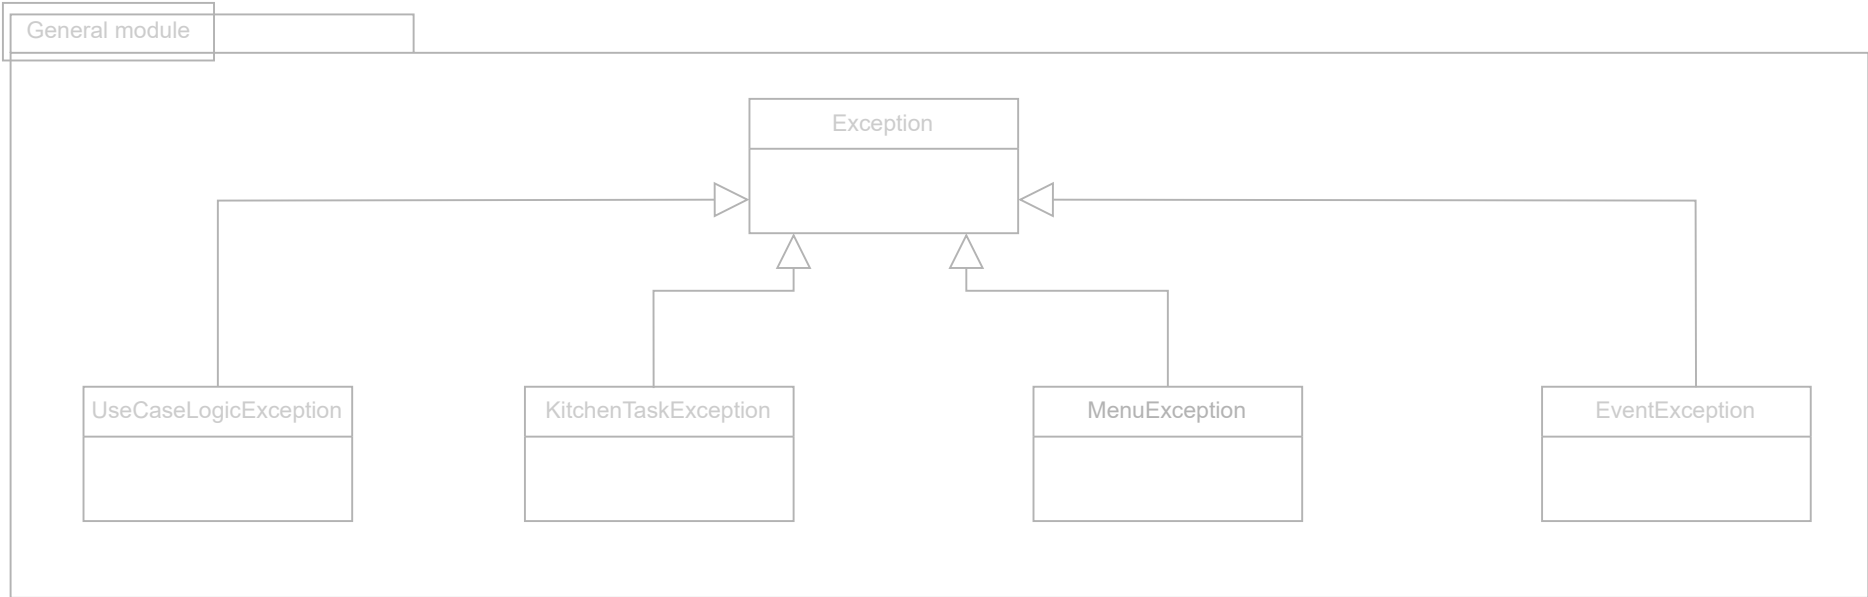 General module
Exception
UseCaseLogicException
KitchenTaskException
MenuException
EventException